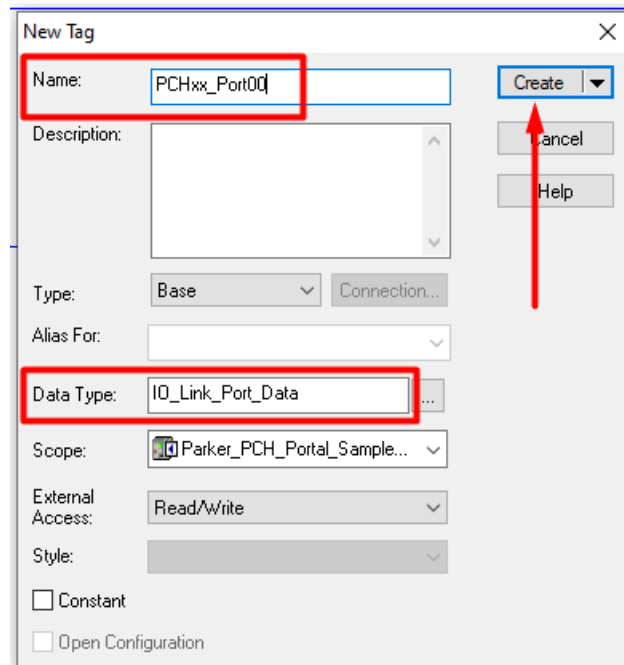 New Tag
Name: PCHxx_Port00 Create
Description: Cancel
Help
Type: Base Connection...
Alias For:
Data Type: IO_Link_Port_Data ...
Scope: Parker_PCH_Portal_Sample...
External
Access: Read/Write
Style:
Constant
Open Configuration